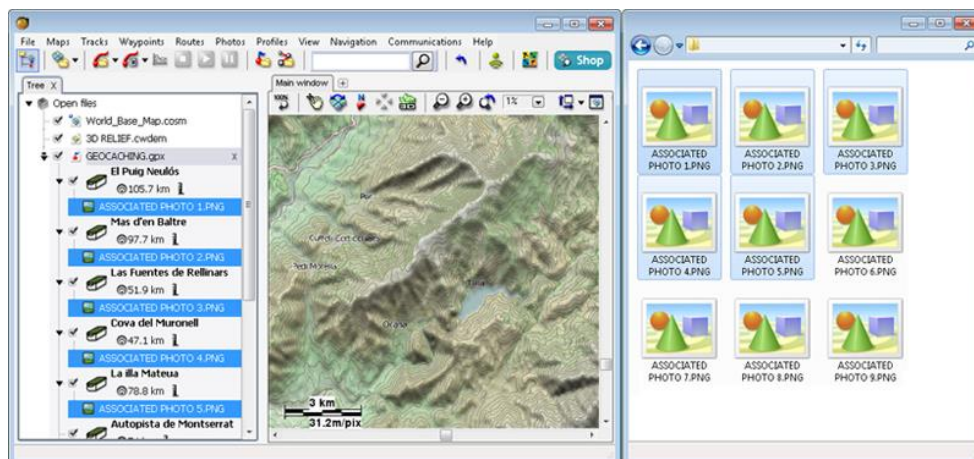 File Maps Tracks Waypoints Routes Photos Profiles View Navigation Communications Help
Shop
Tree X
Main window
Open files
100%
1%
World_Base_Map.cosm
3D RELIEF.cwdem
GEOCACHING.gpx x
El Puig Neulós
105.7 km
ASSOCIATED PHOTO 1.PNG
Mas d'en Baltre
97.7 km
ASSOCIATED PHOTO 2.PNG
Las Fuentes de Rellinars
51.9 km
ASSOCIATED PHOTO 3.PNG
Cova del Muronell
47.1 km
ASSOCIATED PHOTO 4.PNG
La illa Mateua
78.8 km
ASSOCIATED PHOTO 5.PNG
Autopista de Montserrat
3 km
31.2m/pix
ASSOCIATED
PHOTO 1.PNG
ASSOCIATED
PHOTO 2.PNG
ASSOCIATED
PHOTO 3.PNG
ASSOCIATED
PHOTO 4.PNG
ASSOCIATED
PHOTO 5.PNG
ASSOCIATED
PHOTO 6.PNG
ASSOCIATED
PHOTO 7.PNG
ASSOCIATED
PHOTO 8.PNG
ASSOCIATED
PHOTO 9.PNG